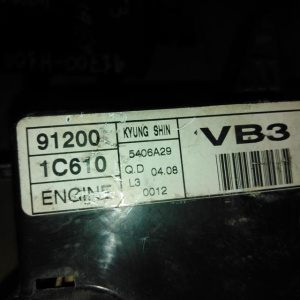 91200
1C610
ENGINE
KYUNG SHIN
5406A29
Q.D 04.08
L3 0012
VB3